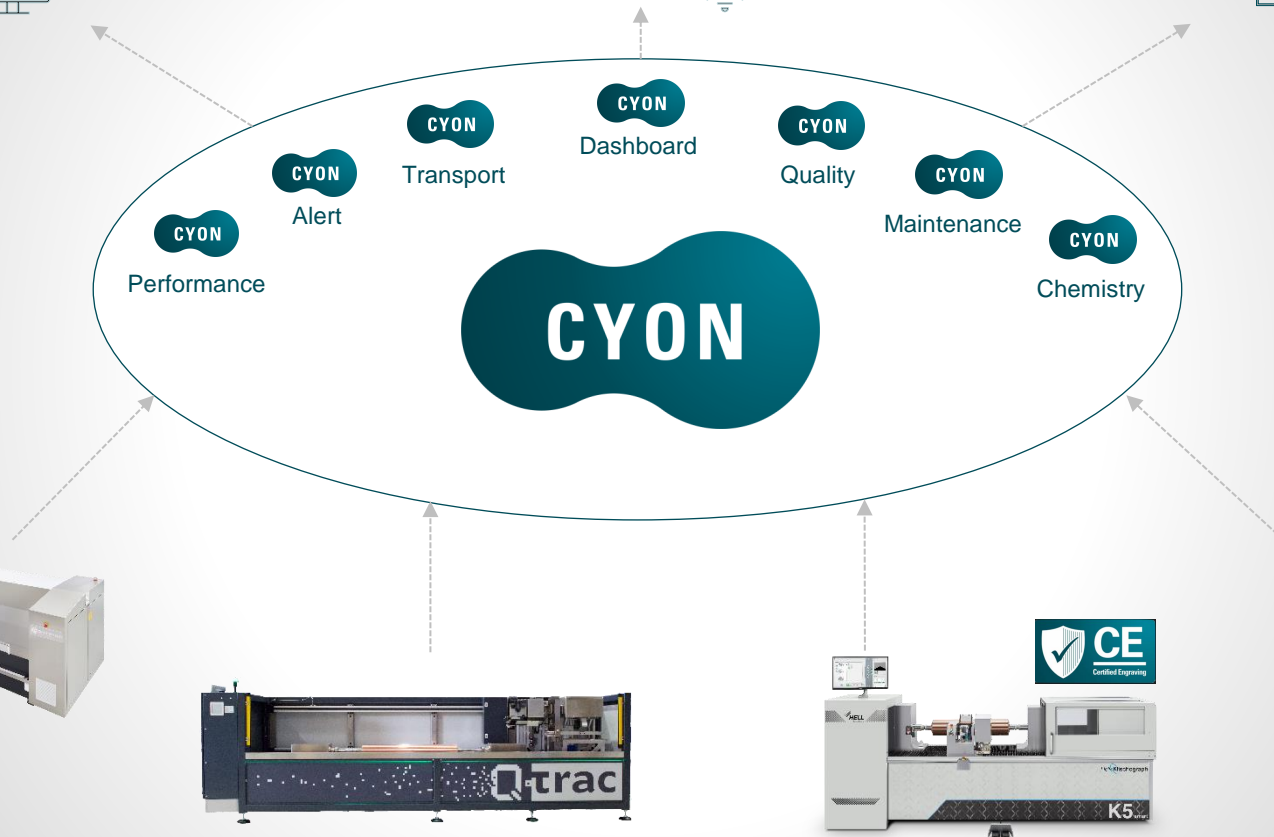 CYON
Dashboard
CYON
Transport
CYON
Quality
CYON
Alert
CYON
Maintenance
CYON
Performance
CYON
Chemistry
CYON
CE
Certified Engraving
HELL
Q-trac
K5